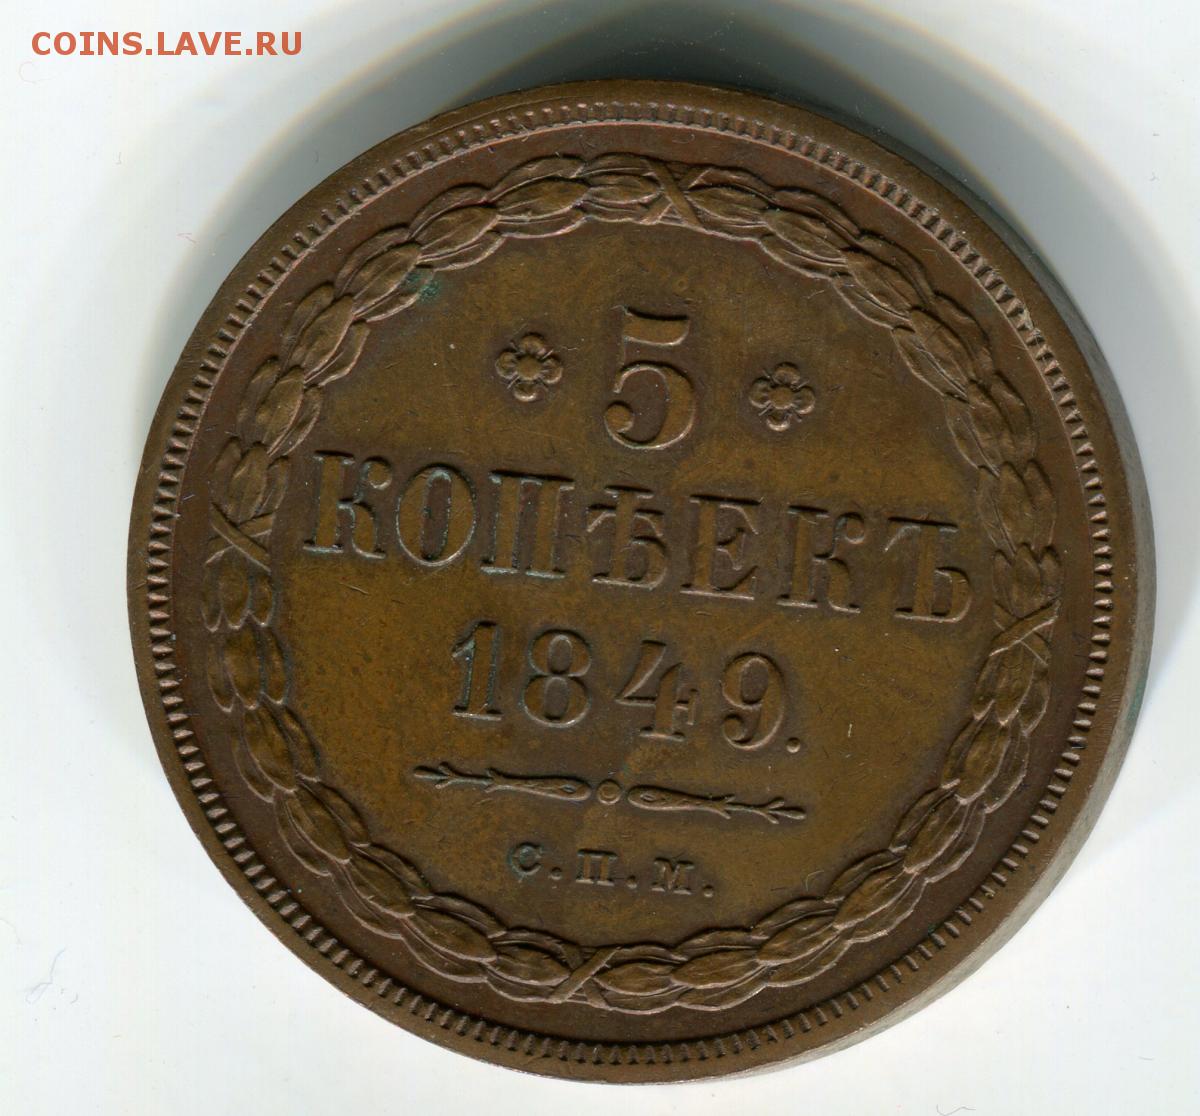 COINS.LAVE.RU
5
КОПѢЕКЪ
1849.
С.П.М.